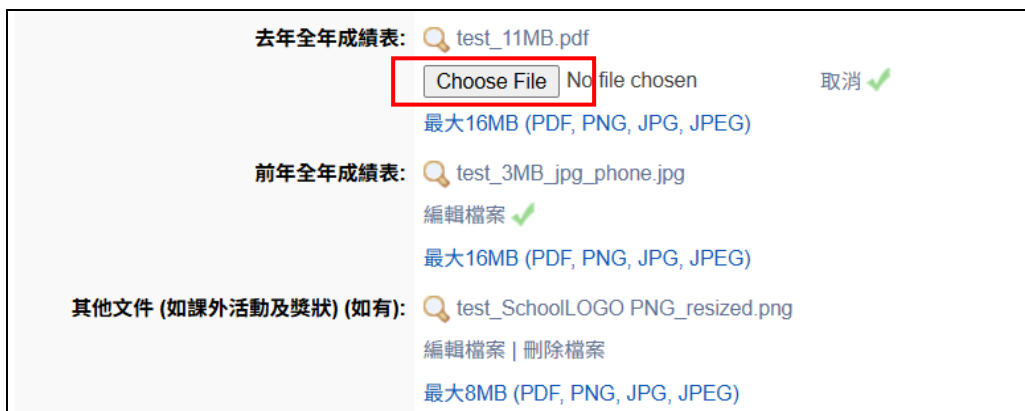 去年全年成績表: test_11MB.pdf
Choose File No file chosen 取消
最大16MB (PDF, PNG, JPG, JPEG)
前年全年成績表: test_3MB_jpg_phone.jpg
編輯檔案
最大16MB (PDF, PNG, JPG, JPEG)
其他文件 (如課外活動及獎狀) (如有): test_SchoolLOGO PNG_resized.png
編輯檔案 | 刪除檔案
最大8MB (PDF, PNG, JPG, JPEG)